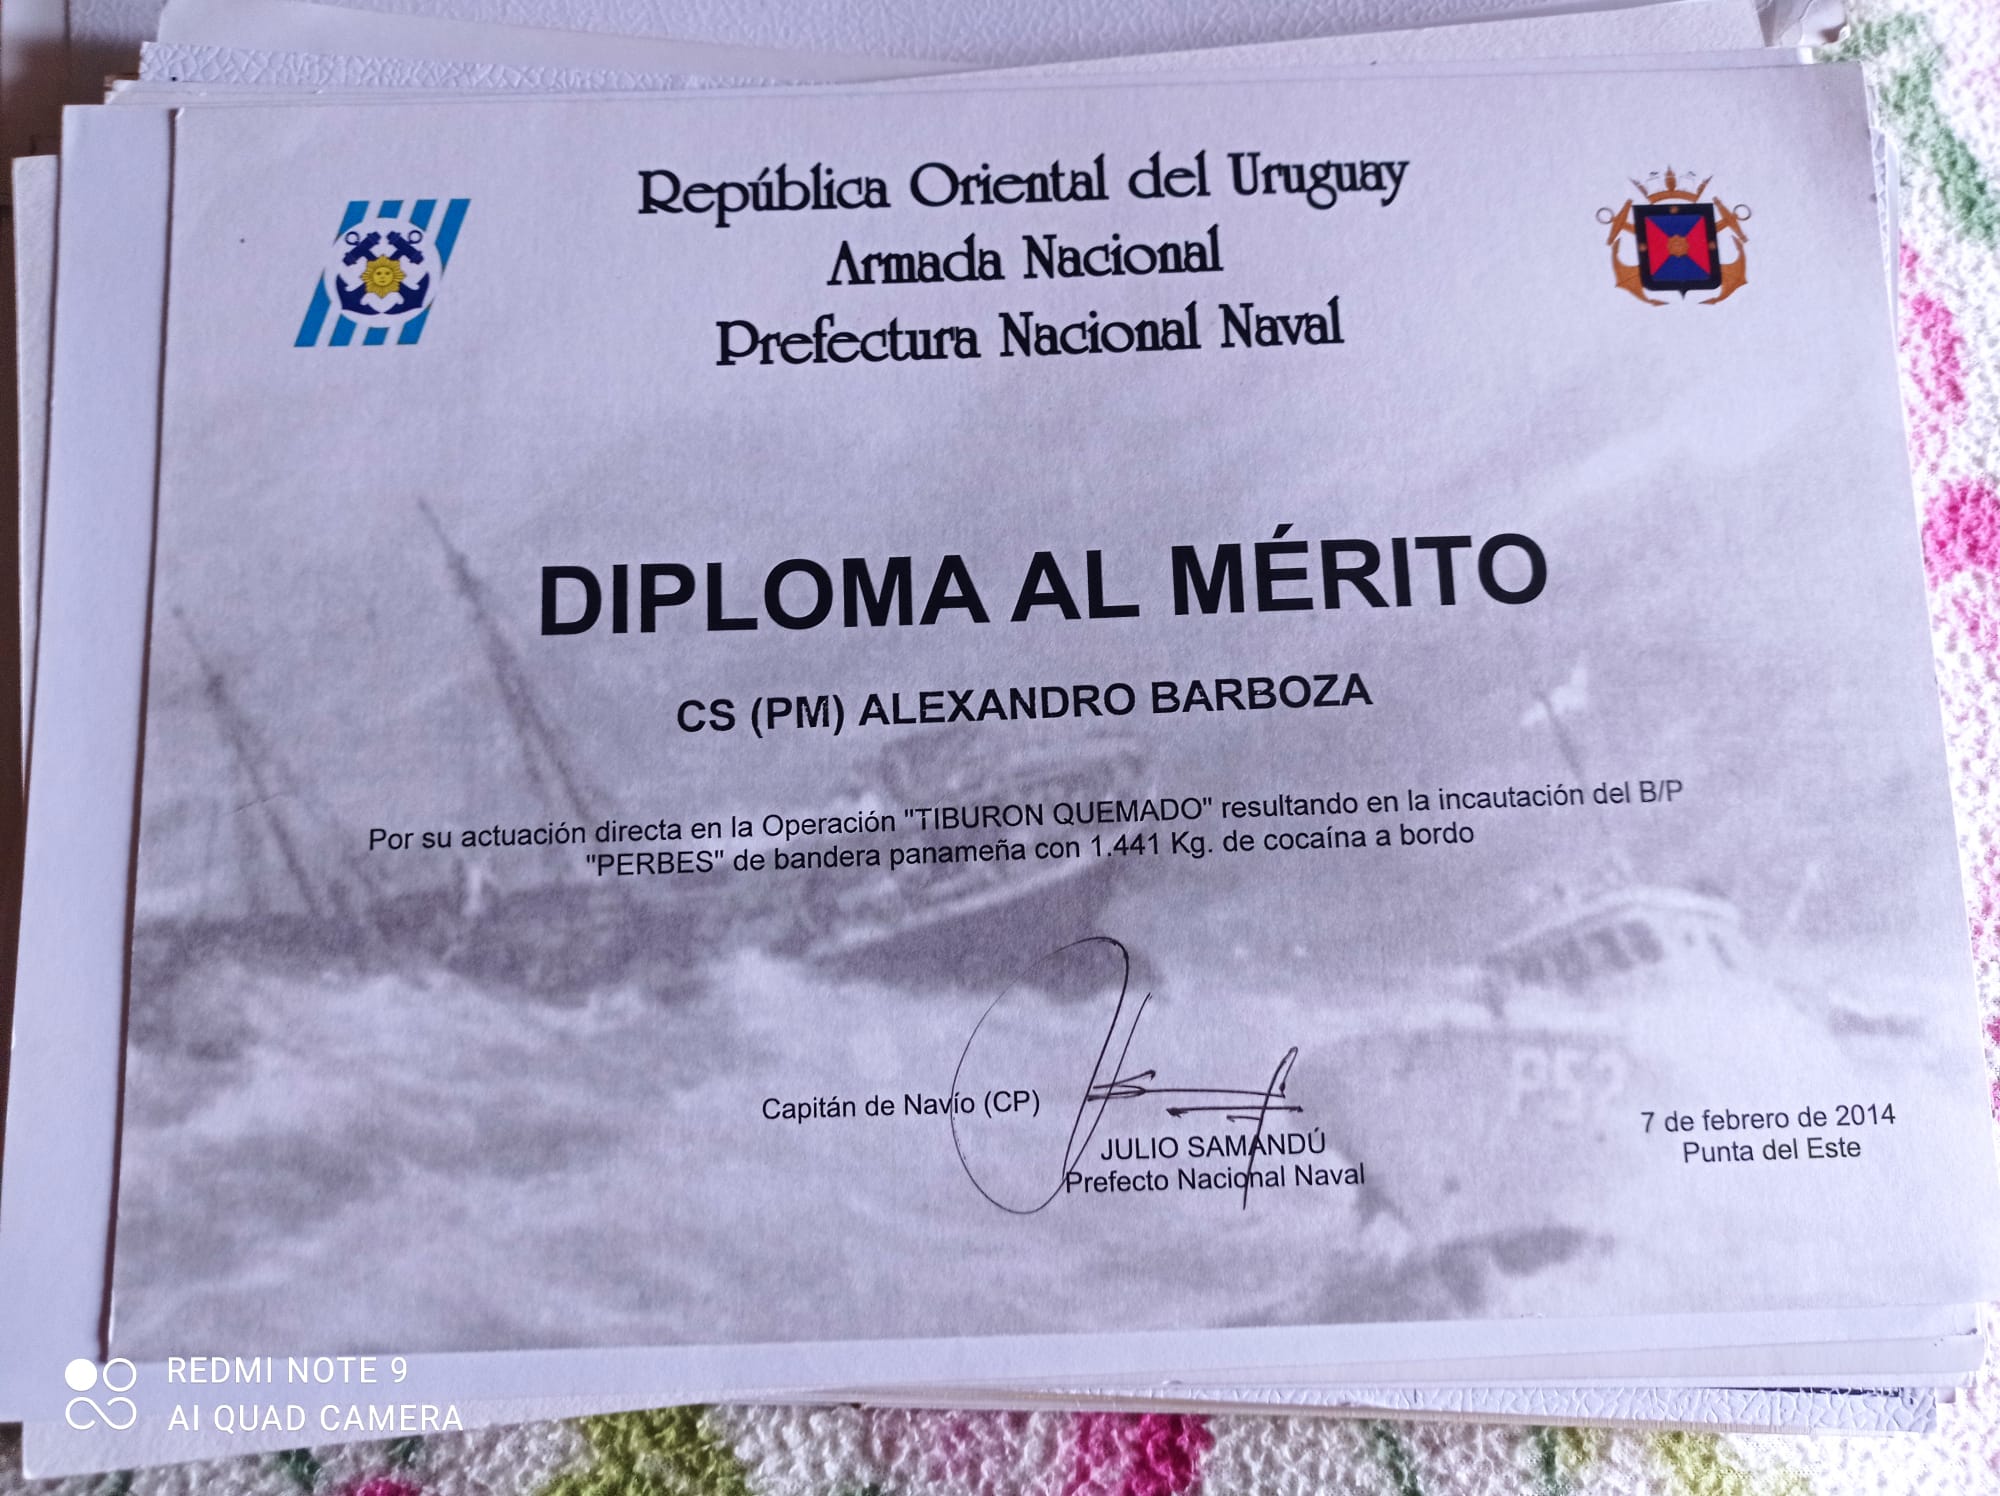 República Oriental del Uruguay
Armada Nacional
Prefectura Nacional Naval
DIPLOMA AL MÉRITO
CS (PM) ALEXANDRO BARBOZA
Por su actuación directa en la Operación "TIBURON QUEMADO" resultando en la incautación del B/P
"PERBES" de bandera panameña con 1.441 Kg. de cocaína a bordo
Capitán de Navío (CP)
JULIO SAMANDÚ
Prefecto Nacional Naval
7 de febrero de 2014
Punta del Este
REDMI NOTE 9
AI QUAD CAMERA